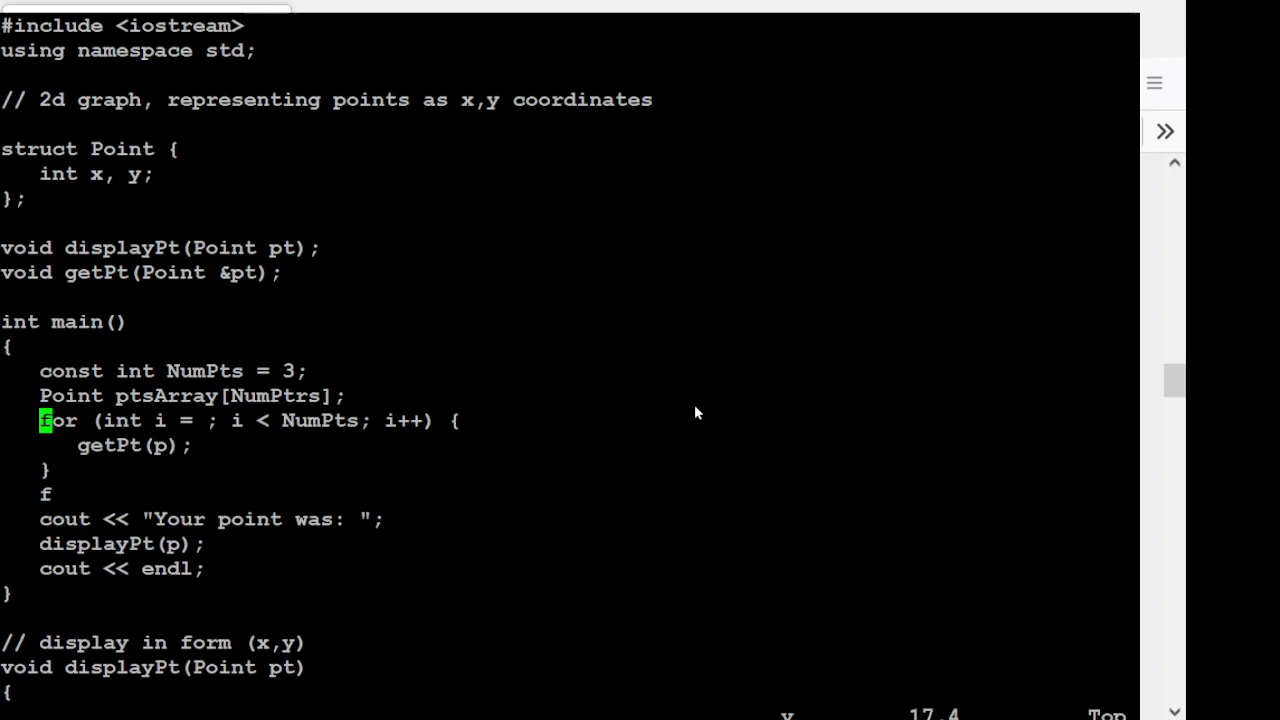 #include <iostream>
using namespace std;
// 2d graph, representing points as x,y coordinates
struct Point {
   int x, y;
};
void displayPt(Point pt);
void getPt(Point &pt);
int main()
{
   const int NumPts = 3;
   Point ptsArray[NumPtrs];
   for (int i = ; i < NumPts; i++) {
      getPt(p);
   }
   f
   cout << "Your point was: ";
   displayPt(p);
   cout << endl;
}
// display in form (x,y)
void displayPt(Point pt)
{
y 17,4 Top